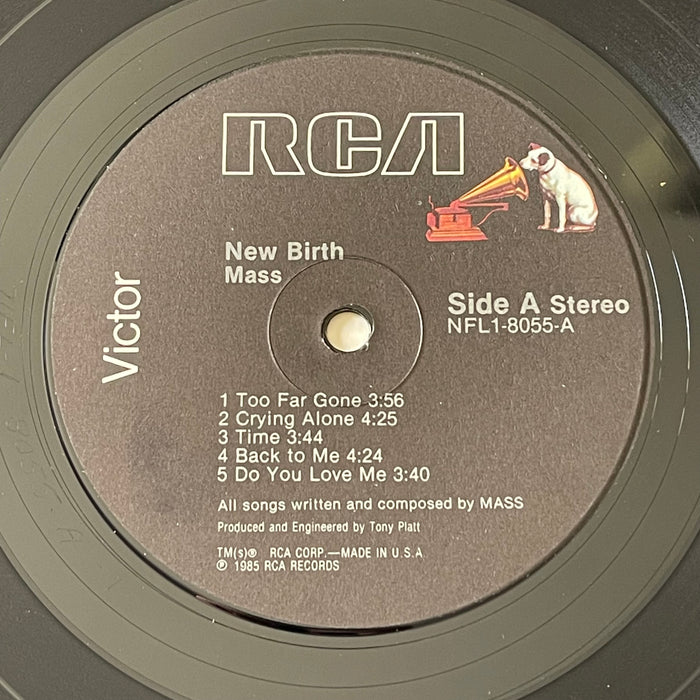 RCA
New Birth
Mass
Victor
Side A Stereo
NFL1-8055-A
1 Too Far Gone 3:56
2 Crying Alone 4:25
3 Time 3:44
4 Back to Me 4:24
5 Do You Love Me 3:40
All songs written and composed by MASS
Produced and Engineered by Tony Platt
TM(s)® RCA CORP.—MADE IN U.S.A
℗ 1985 RCA RECORDS